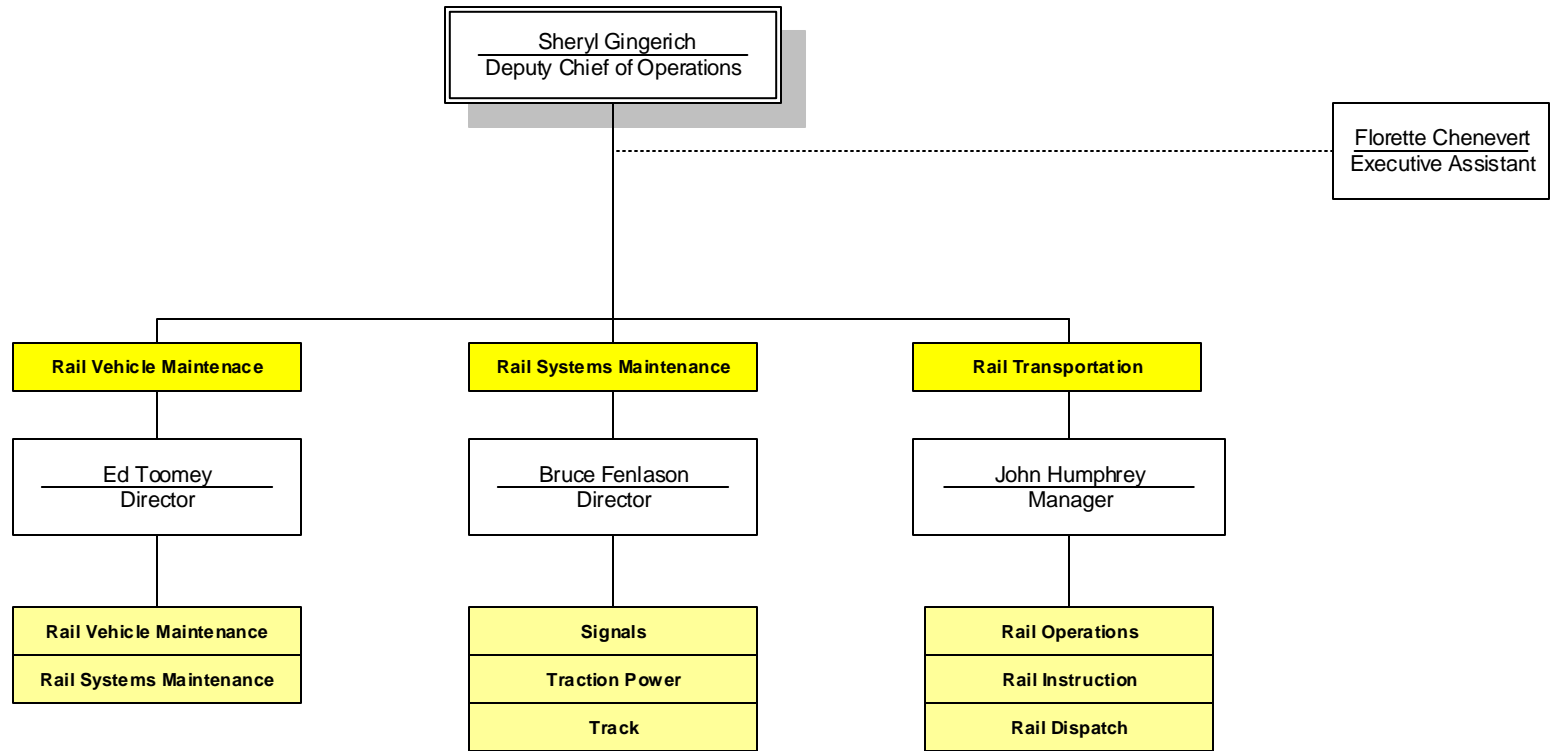 Sheryl Gingerich
Deputy Chief of Operations
Florette Chenevert
Executive Assistant
Rail Vehicle Maintenace
Rail Systems Maintenance
Rail Transportation
Ed Toomey
Director
Bruce Fenlason
Director
John Humphrey
Manager
Rail Vehicle Maintenance
Rail Systems Maintenance
Signals
Traction Power
Track
Rail Operations
Rail Instruction
Rail Dispatch